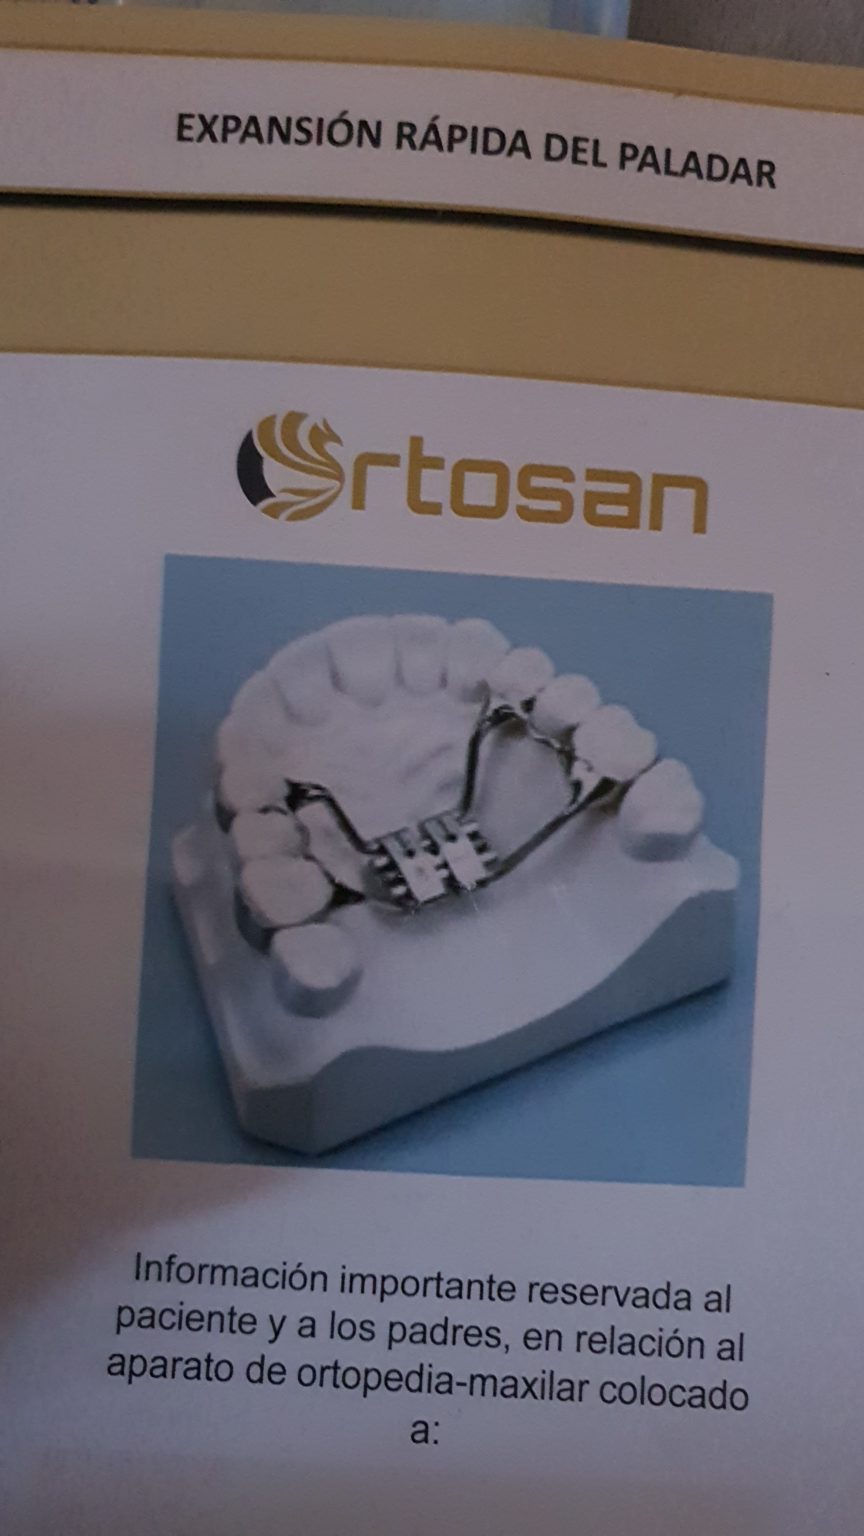 EXPANSIÓN RÁPIDA DEL PALADAR
Ortosan
Información importante reservada al
paciente y a los padres, en relación al
aparato de ortopedia-maxilar colocado
a: